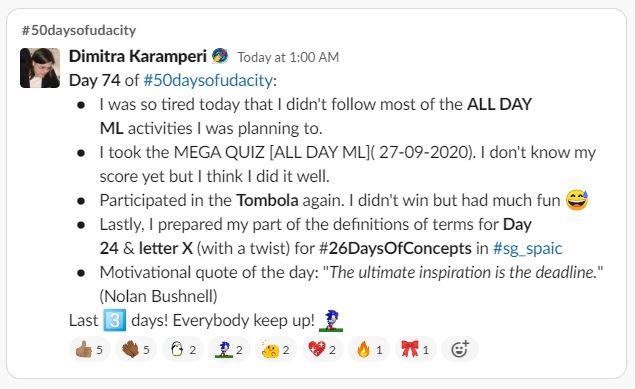 #50daysofudacity
Dimitra Karamperi Today at 1:00 AM
Day 74 of #50daysofudacity:
• I was so tired today that I didn't follow most of the ALL DAY
ML activities I was planning to.
• I took the MEGA QUIZ [ALL DAY ML]( 27-09-2020). I don't know my
score yet but I think I did it well.
• Participated in the Tombola again. I didn't win but had much fun 😅
• Lastly, I prepared my part of the definitions of terms for Day
24 & letter X (with a twist) for #26DaysOfConcepts in #sg_spaic
• Motivational quote of the day: "The ultimate inspiration is the deadline."
(Nolan Bushnell)
Last 3️⃣ days! Everybody keep up!
5 5 2 2 2 2 1 1